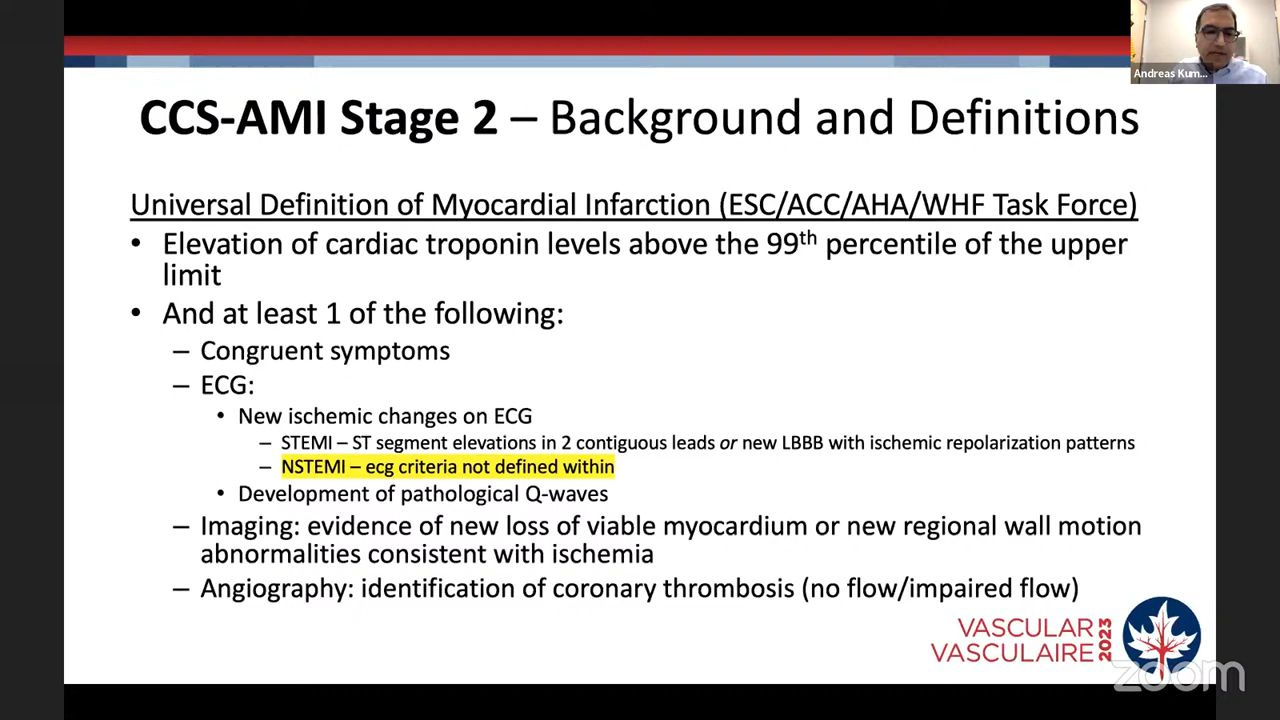 Andreas Kum...
CCS-AMI Stage 2 – Background and Definitions
Universal Definition of Myocardial Infarction (ESC/ACC/AHA/WHF Task Force)
• Elevation of cardiac troponin levels above the 99th percentile of the upper
limit
• And at least 1 of the following:
– Congruent symptoms
– ECG:
• New ischemic changes on ECG
– STEMI – ST segment elevations in 2 contiguous leads or new LBBB with ischemic repolarization patterns
– NSTEMI – ecg criteria not defined within
• Development of pathological Q-waves
– Imaging: evidence of new loss of viable myocardium or new regional wall motion
abnormalities consistent with ischemia
– Angiography: identification of coronary thrombosis (no flow/impaired flow)
VASCULAR
VASCULAIRE
2023
zoom